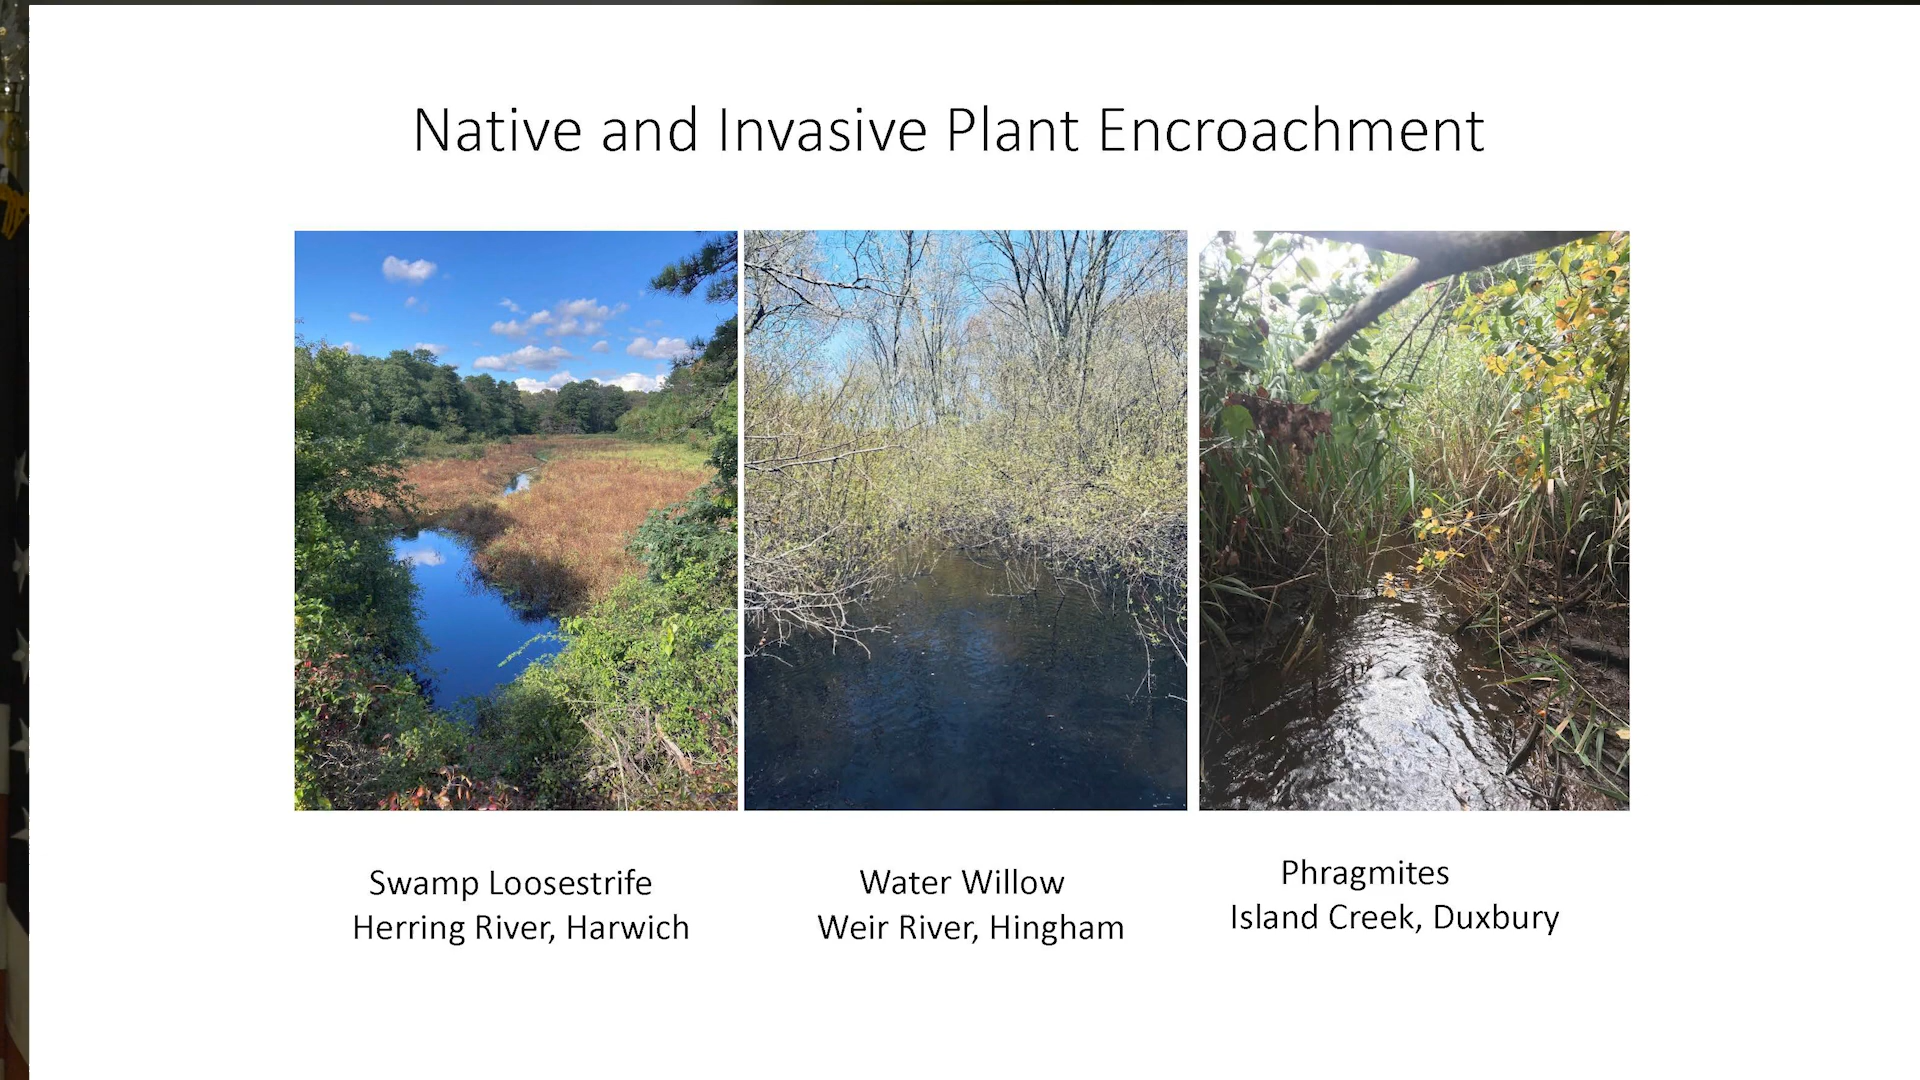 Native and Invasive Plant Encroachment
Swamp Loosestrife
Herring River, Harwich
Water Willow
Weir River, Hingham
Phragmites
Island Creek, Duxbury